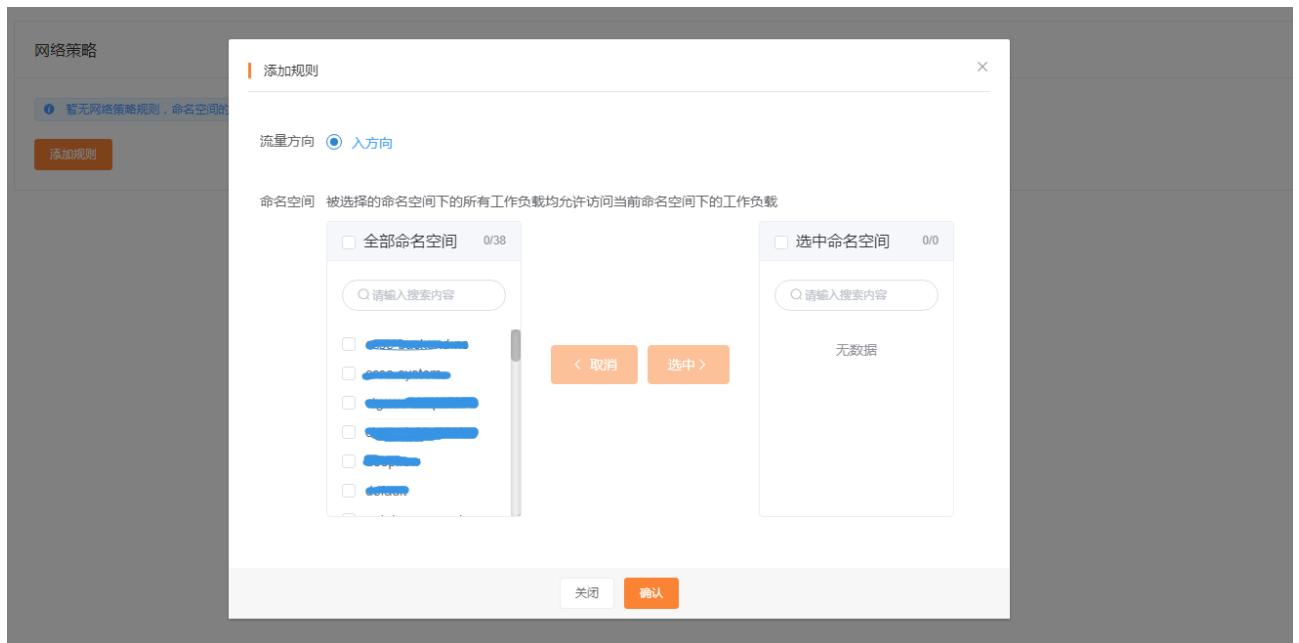 网络策略
添加规则
暂无网络策略规则，命名空间的
添加规则
流量方向 入方向
命名空间 被选择的命名空间下的所有工作负载均允许访问当前命名空间下的工作负载
全部命名空间 0/38
选中命名空间 0/0
请输入搜索内容
请输入搜索内容
无数据
取消
选中
关闭
确认